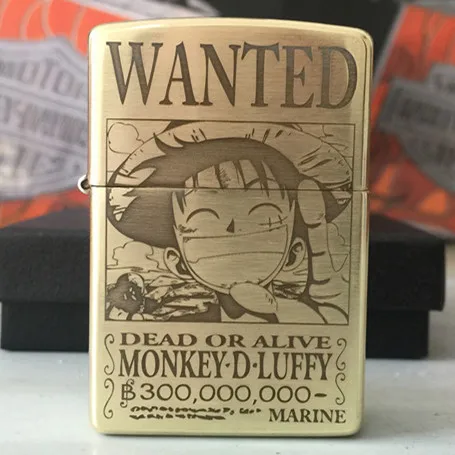 WANTED
DEAD OR ALIVE
MONKEY·D·LUFFY
฿300,000,000-
MARINE